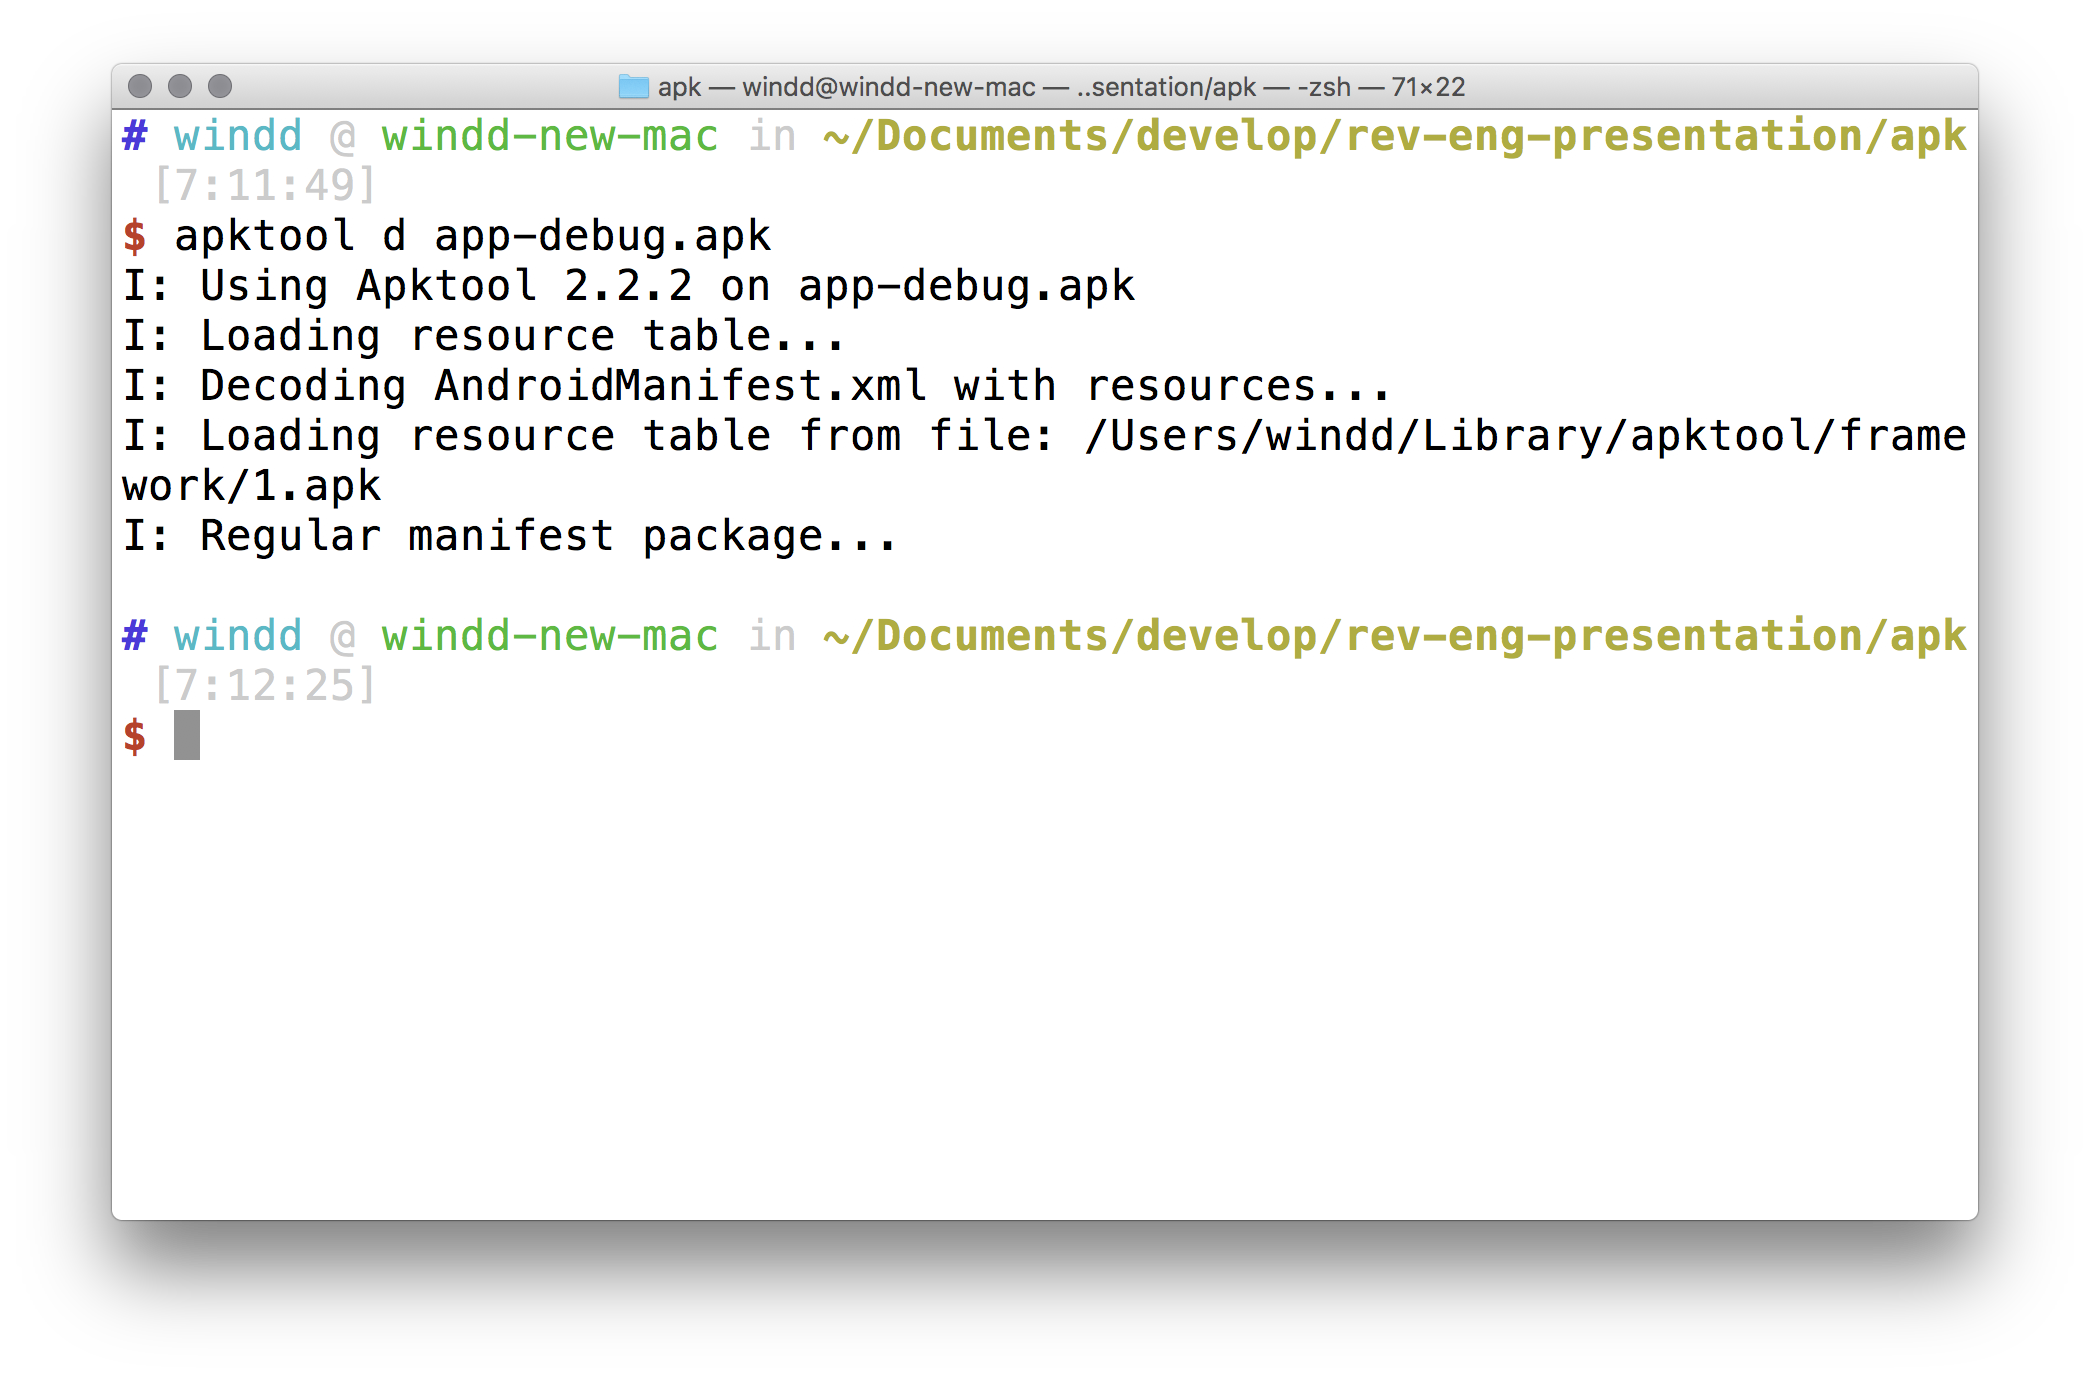 apk — windd@windd-new-mac — ..sentation/apk — -zsh — 71×22
# windd @ windd-new-mac in ~/Documents/develop/rev-eng-presentation/apk
[7:11:49]
$ apktool d app-debug.apk
I: Using Apktool 2.2.2 on app-debug.apk
I: Loading resource table...
I: Decoding AndroidManifest.xml with resources...
I: Loading resource table from file: /Users/windd/Library/apktool/frame
work/1.apk
I: Regular manifest package...
# windd @ windd-new-mac in ~/Documents/develop/rev-eng-presentation/apk
[7:12:25]
$